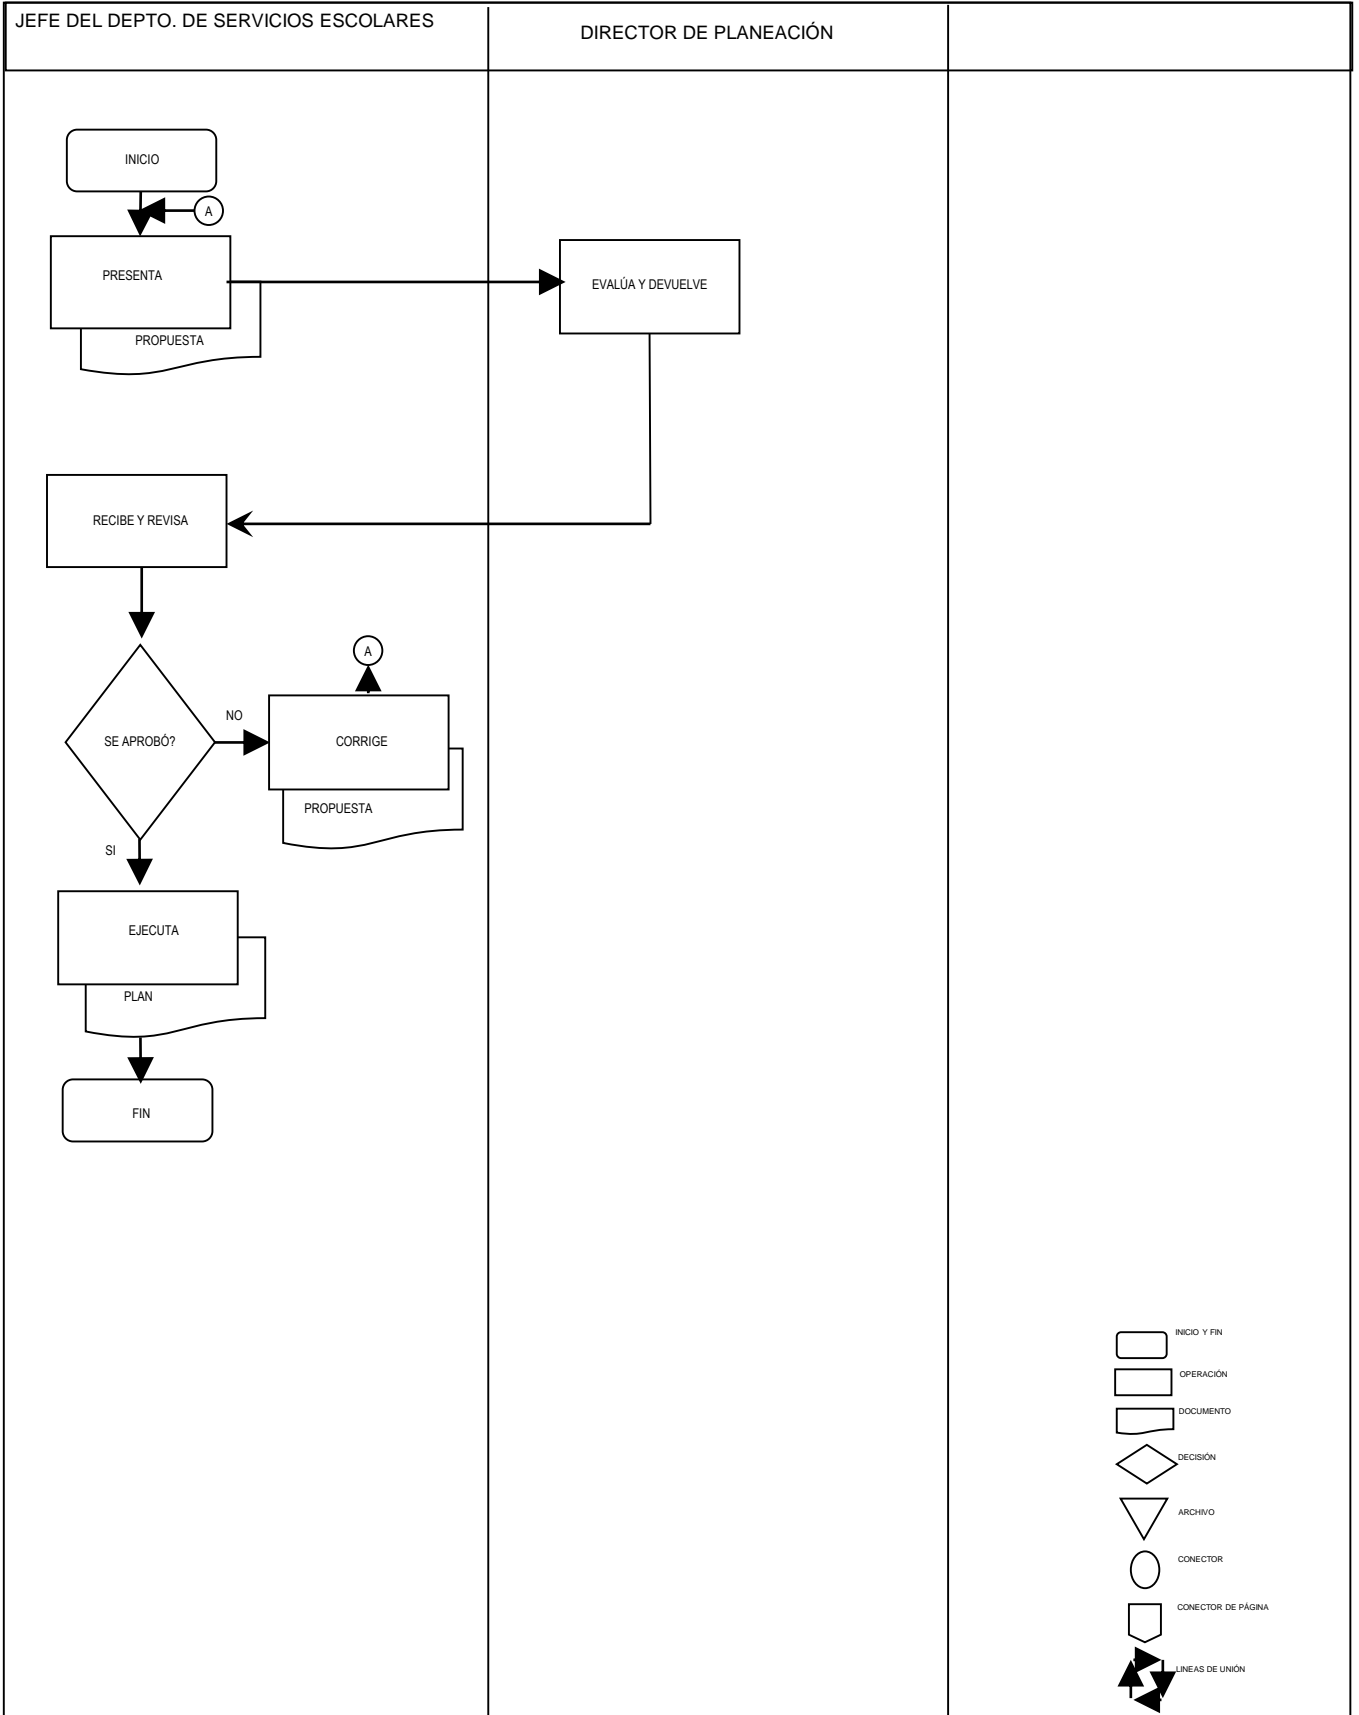 JEFE DEL DEPTO. DE SERVICIOS ESCOLARES
DIRECTOR DE PLANEACIÓN
INICIO
A
PRESENTA
PROPUESTA
EVALÚA Y DEVUELVE
RECIBE Y REVISA
A
SE APROBÓ?
NO
CORRIGE
PROPUESTA
SI
EJECUTA
PLAN
FIN
INICIO Y FIN
OPERACIÓN
DOCUMENTO
DECISIÓN
ARCHIVO
CONECTOR
CONECTOR DE PÁGINA
LINEAS DE UNIÓN